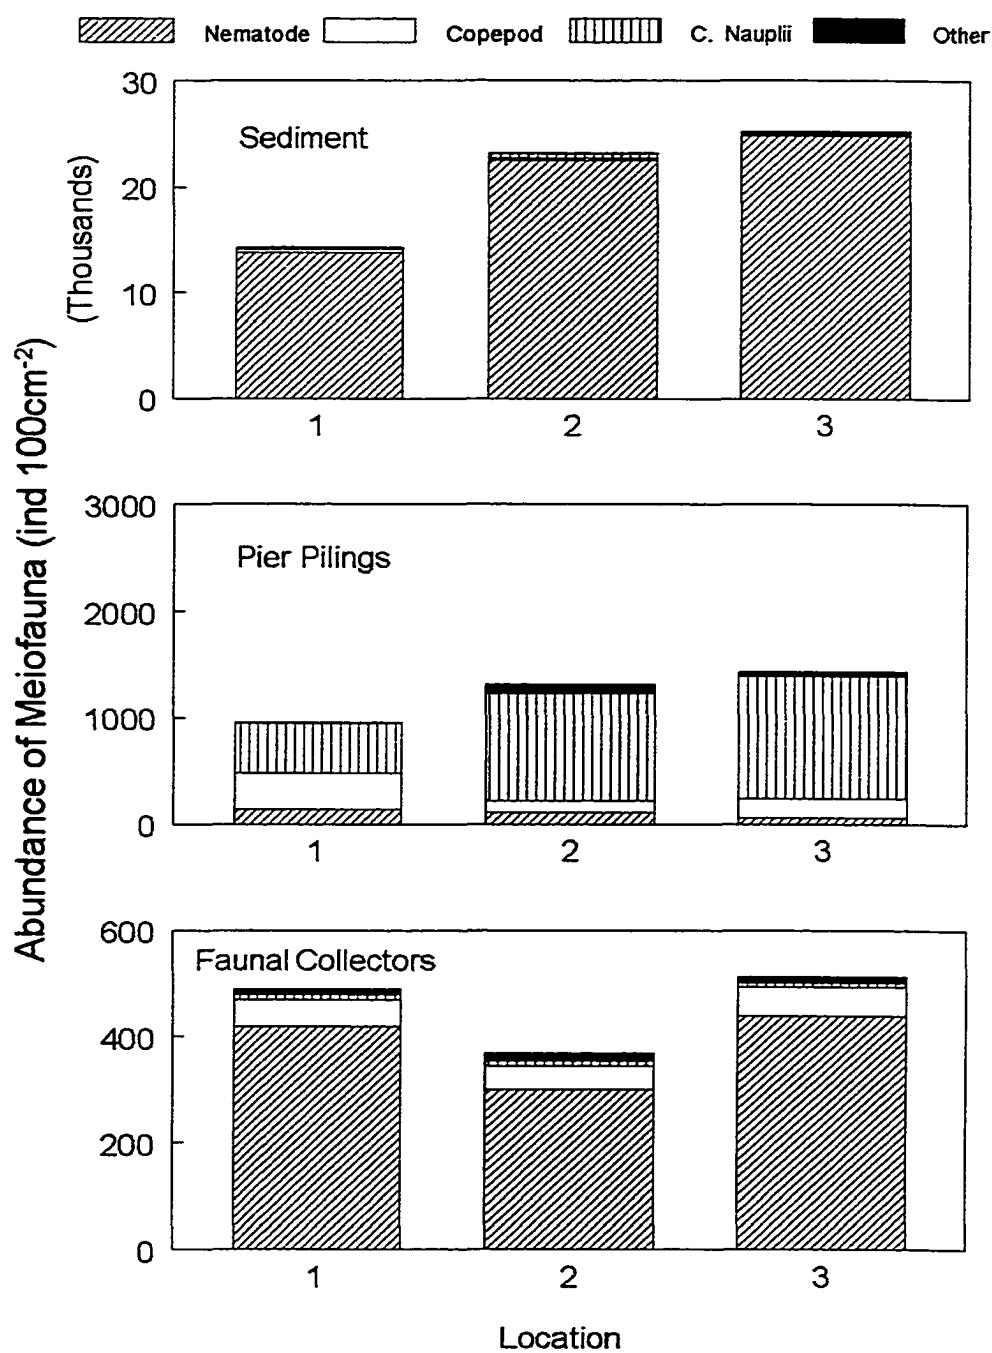 Nematode Copepod C. Nauplii Other
Abundance of Meiofauna (ind 100cm-2)
(Thousands)
30
Sediment
20
10
0
1 2 3
3000
Pier Pilings
2000
1000
0
1 2 3
600
Faunal Collectors
400
200
0
1 2 3
Location